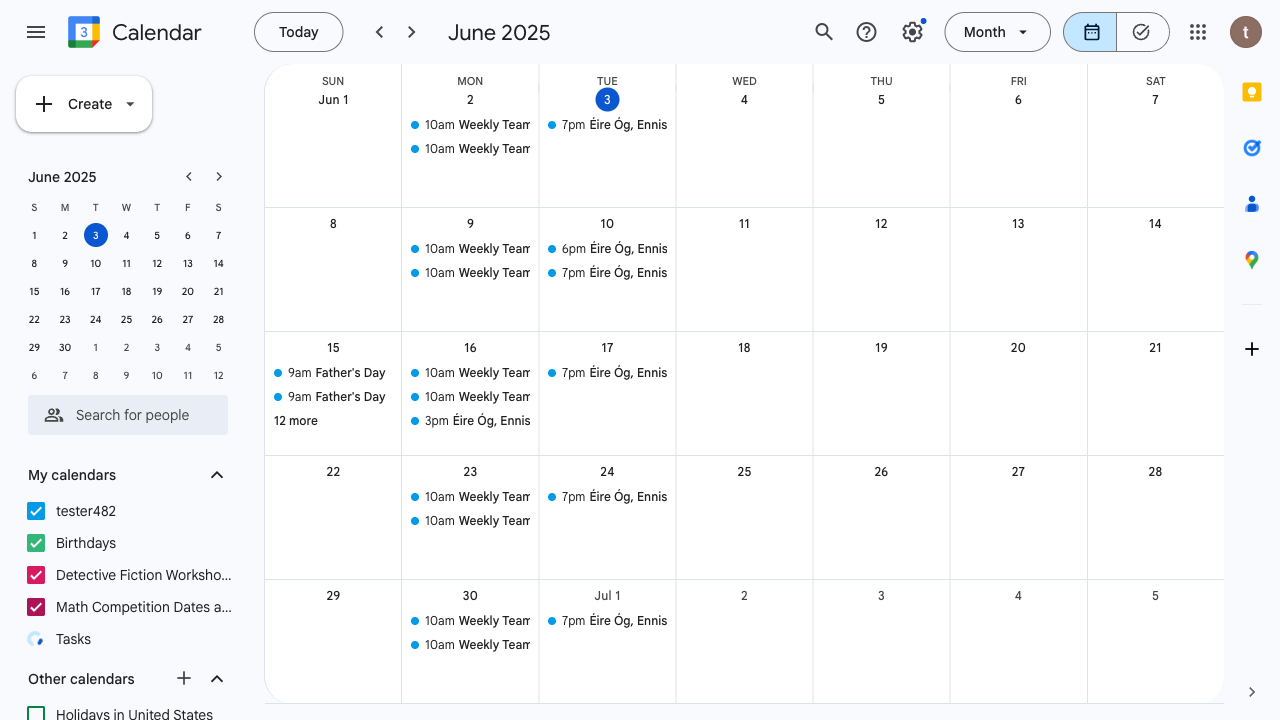 3
Calendar
Today
June 2025
Month
t
Create
June 2025
S M T W T F S
1 2 3 4 5 6 7
8 9 10 11 12 13 14
15 16 17 18 19 20 21
22 23 24 25 26 27 28
29 30 1 2 3 4 5
6 7 8 9 10 11 12
Search for people
My calendars
tester482
Birthdays
Detective Fiction Worksho...
Math Competition Dates a...
Tasks
Other calendars
Holidays in United States
SUN MON TUE WED THU FRI SAT
Jun 1 2 3 4 5 6 7
10am Weekly Team
10am Weekly Team
7pm Éire Óg, Ennis
8 9 10 11 12 13 14
10am Weekly Team
10am Weekly Team
6pm Éire Óg, Ennis
7pm Éire Óg, Ennis
15 16 17 18 19 20 21
9am Father's Day
9am Father's Day
12 more
10am Weekly Team
10am Weekly Team
3pm Éire Óg, Ennis
7pm Éire Óg, Ennis
22 23 24 25 26 27 28
10am Weekly Team
10am Weekly Team
7pm Éire Óg, Ennis
29 30 Jul 1 2 3 4 5
10am Weekly Team
10am Weekly Team
7pm Éire Óg, Ennis